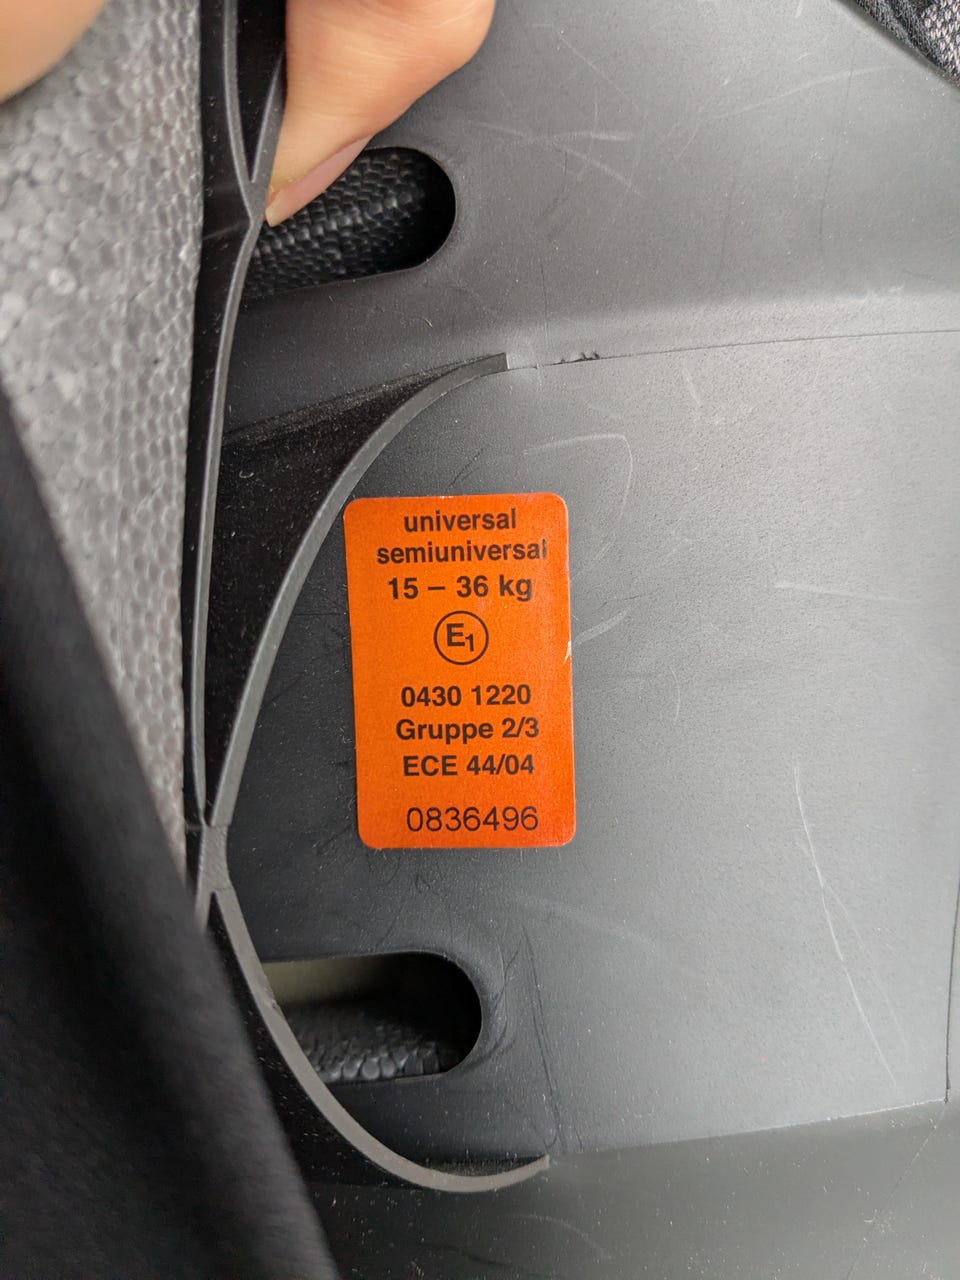 universal
semiuniversal
15 – 36 kg
E1
0430 1220
Gruppe 2/3
ECE 44/04
0836496